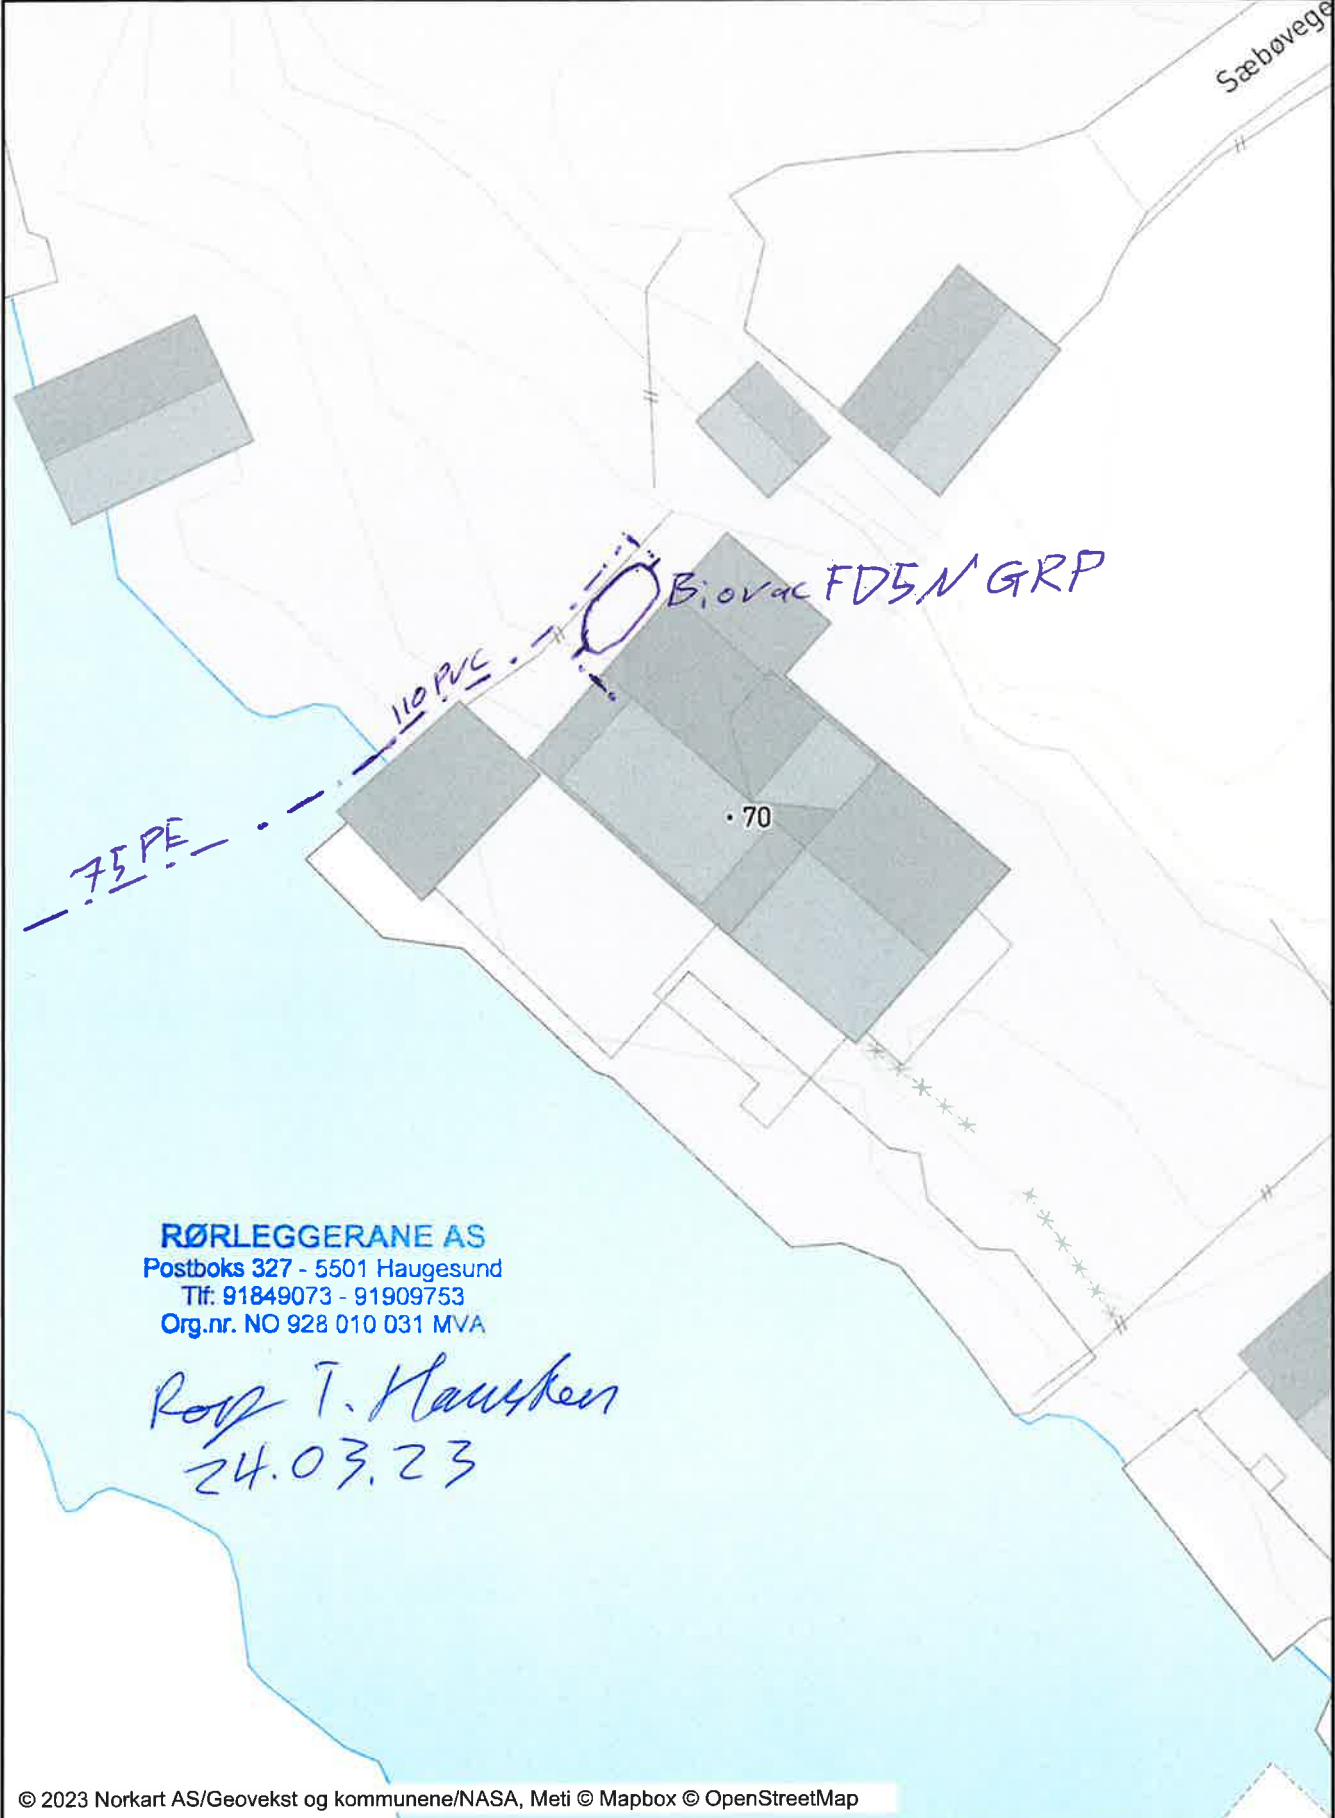 Sæbøvege
Biovac FD5N GRP
110 PVC
75 PE
70
RØRLEGGERANE AS
Postboks 327 - 5501 Haugesund
Tlf: 91849073 - 91909753
Org.nr. NO 928 010 031 MVA
T. Hausken
24.03.23
© 2023 Norkart AS/Geovekst og kommunene/NASA, Meti © Mapbox © OpenStreetMap